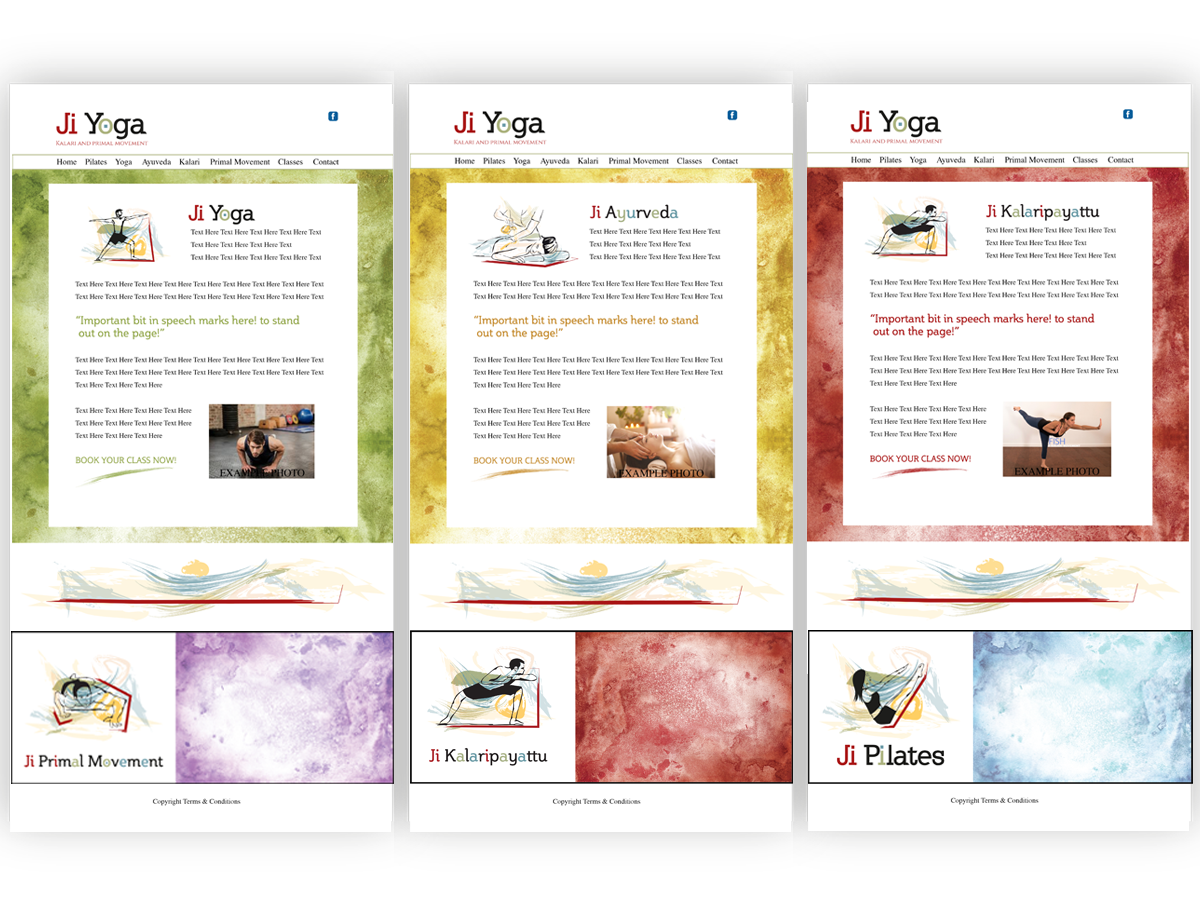 Ji Yoga
KALARI AND PRIMAL MOVEMENT
f
Home Pilates Yoga Ayuveda Kalari Primal Movement Classes Contact
Ji Yoga
Text Here Text Here Text Here Text Here Text
Text Here Text Here Text Here Text
Text Here Text Here Text Here Text Here Text
Text Here Text Here Text Here Text Here Text Here Text Here Text Here Text Here Text
Text Here Text Here Text Here Text Here Text Here Text Here Text Here Text Here Text
“Important bit in speech marks here! to stand
out on the page!”
Text Here Text Here Text Here Text Here Text Here Text Here Text Here Text Here Text
Text Here Text Here Text Here Text Here Text Here Text Here Text Here Text Here Text
Text Here Text Here Text Here
Text Here Text Here Text Here Text Here
Text Here Text Here Text Here Text Here
Text Here Text Here Text Here
BOOK YOUR CLASS NOW!
EXAMPLE PHOTO
Ji Primal Movement
Copyright Terms & Conditions
Ji Yoga
KALARI AND PRIMAL MOVEMENT
f
Home Pilates Yoga Ayuveda Kalari Primal Movement Classes Contact
Ji Ayurveda
Text Here Text Here Text Here Text Here Text
Text Here Text Here Text Here Text
Text Here Text Here Text Here Text Here Text
Text Here Text Here Text Here Text Here Text Here Text Here Text Here Text Here Text
Text Here Text Here Text Here Text Here Text Here Text Here Text Here Text Here Text
“Important bit in speech marks here! to stand
out on the page!”
Text Here Text Here Text Here Text Here Text Here Text Here Text Here Text Here Text
Text Here Text Here Text Here Text Here Text Here Text Here Text Here Text Here Text
Text Here Text Here Text Here
Text Here Text Here Text Here Text Here
Text Here Text Here Text Here Text Here
Text Here Text Here Text Here
BOOK YOUR CLASS NOW!
EXAMPLE PHOTO
Ji Kalaripayattu
Copyright Terms & Conditions
Ji Yoga
KALARI AND PRIMAL MOVEMENT
f
Home Pilates Yoga Ayuveda Kalari Primal Movement Classes Contact
Ji Kalaripayattu
Text Here Text Here Text Here Text Here Text
Text Here Text Here Text Here Text
Text Here Text Here Text Here Text Here Text
Text Here Text Here Text Here Text Here Text Here Text Here Text Here Text Here Text
Text Here Text Here Text Here Text Here Text Here Text Here Text Here Text Here Text
“Important bit in speech marks here! to stand
out on the page!”
Text Here Text Here Text Here Text Here Text Here Text Here Text Here Text Here Text
Text Here Text Here Text Here Text Here Text Here Text Here Text Here Text Here Text
Text Here Text Here Text Here
Text Here Text Here Text Here Text Here
Text Here Text Here Text Here Text Here
Text Here Text Here Text Here
BOOK YOUR CLASS NOW!
FISH
EXAMPLE PHOTO
Ji Pilates
Copyright Terms & Conditions